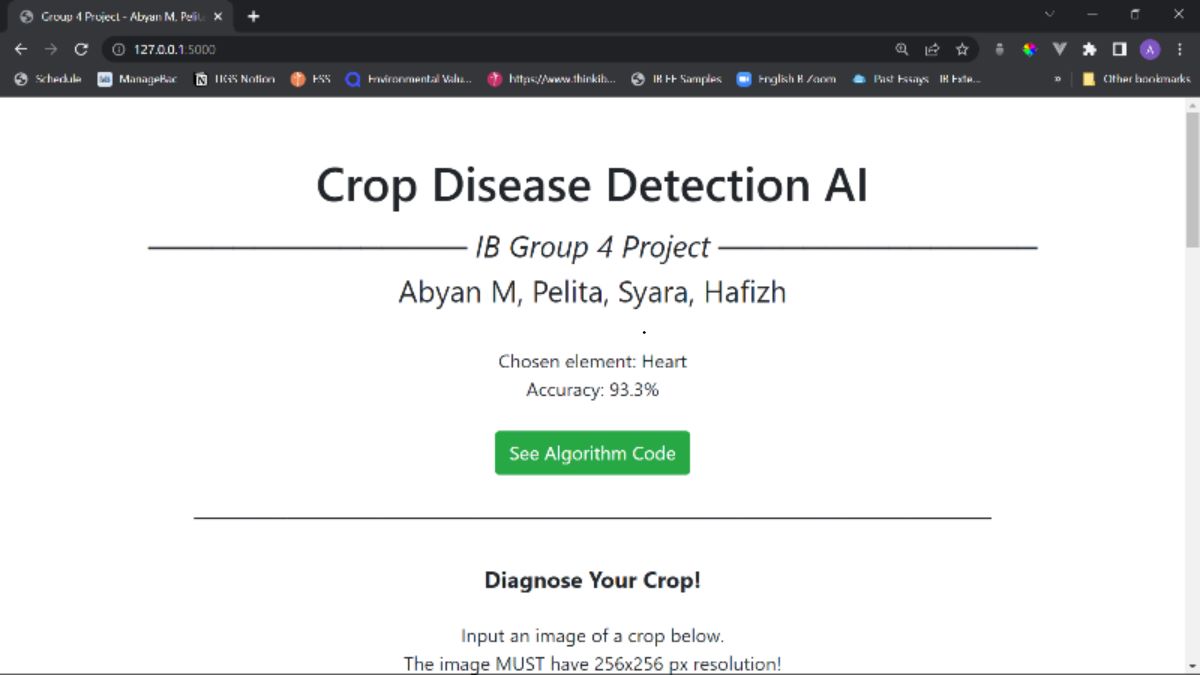 Group 4 Project - Abyan M, Pelit
127.0.0.1:5000
Schedule ManageBac UGS Notion ESS Environmental Valu... https://www.thinkib... IB EE Samples English B Zoom Past Essays IB Exte... » Other bookmarks
A
Crop Disease Detection AI
IB Group 4 Project
Abyan M, Pelita, Syara, Hafizh
Chosen element: Heart
Accuracy: 93.3%
See Algorithm Code
Diagnose Your Crop!
Input an image of a crop below.
The image MUST have 256x256 px resolution!